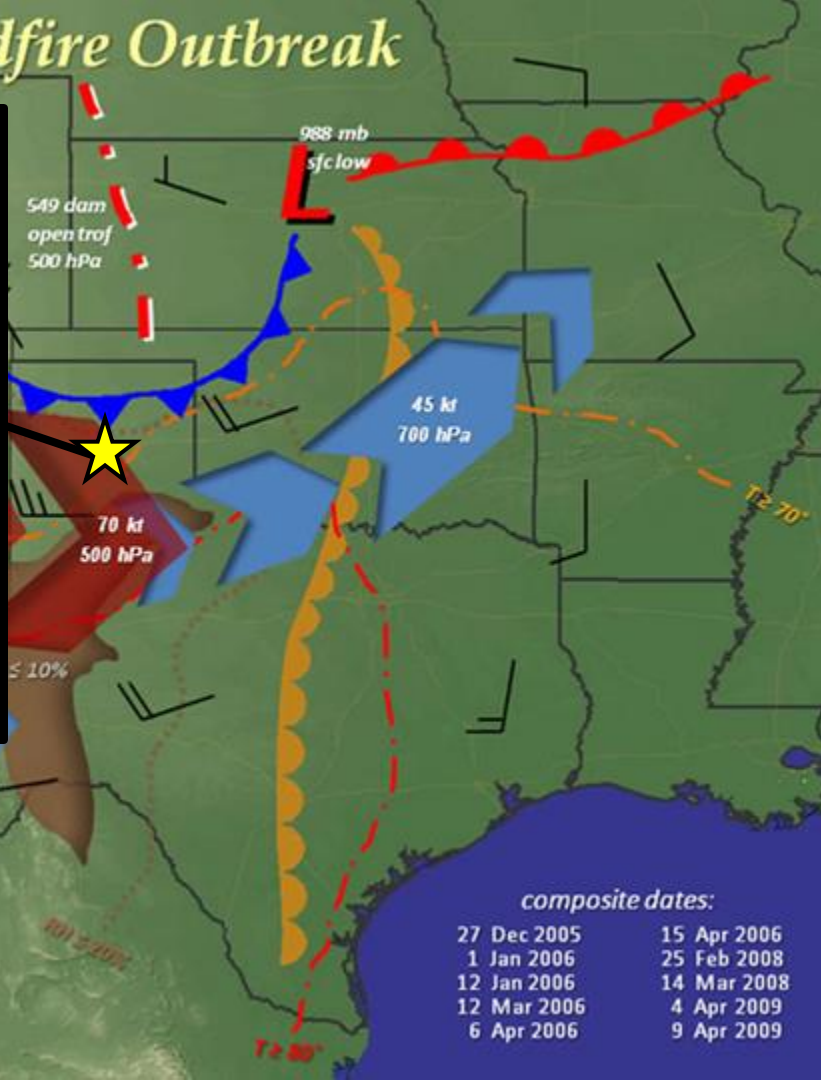 dfire Outbreak
988 mb
sfc low
L
549 dam
open trof
500 hPa
45 kt
700 hPa
T ≥ 70°
70 kt
500 hPa
≤ 10%
RH ≤ 20%
T ≥ 80°
composite dates:
27 Dec 2005
1 Jan 2006
12 Jan 2006
12 Mar 2006
6 Apr 2006
15 Apr 2006
25 Feb 2008
14 Mar 2008
4 Apr 2009
9 Apr 2009